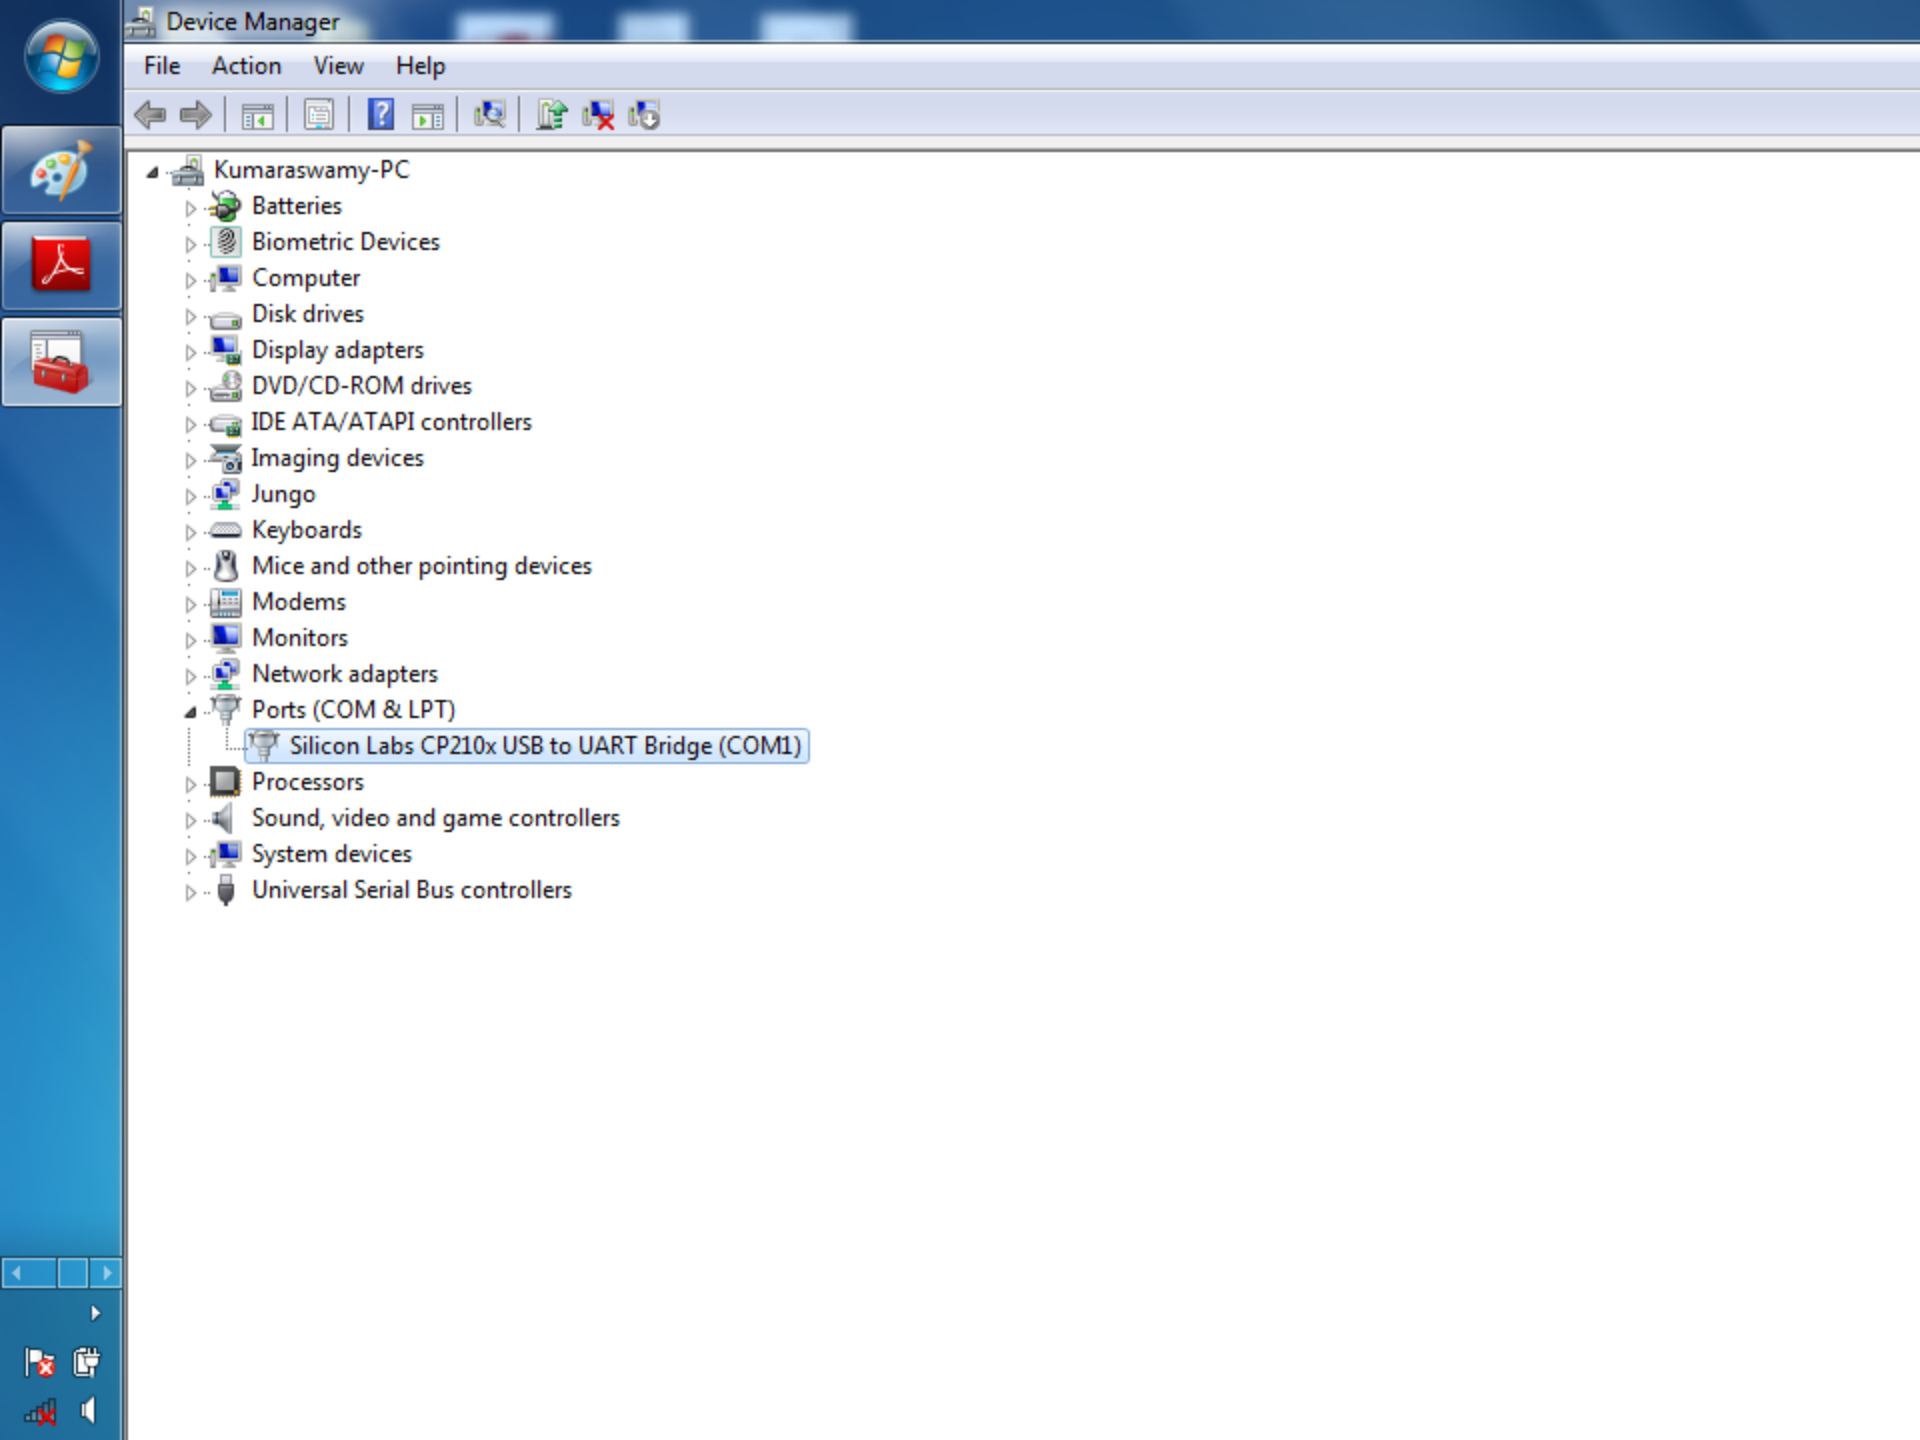 Device Manager
File Action View Help
Kumaraswamy-PC
Batteries
Biometric Devices
Computer
Disk drives
Display adapters
DVD/CD-ROM drives
IDE ATA/ATAPI controllers
Imaging devices
Jungo
Keyboards
Mice and other pointing devices
Modems
Monitors
Network adapters
Ports (COM & LPT)
Silicon Labs CP210x USB to UART Bridge (COM1)
Processors
Sound, video and game controllers
System devices
Universal Serial Bus controllers